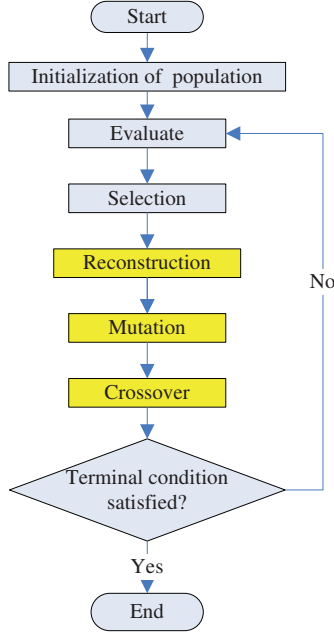 Start
Initialization of population
Evaluate
Selection
Reconstruction
No
Mutation
Crossover
Terminal condition
satisfied?
Yes
End